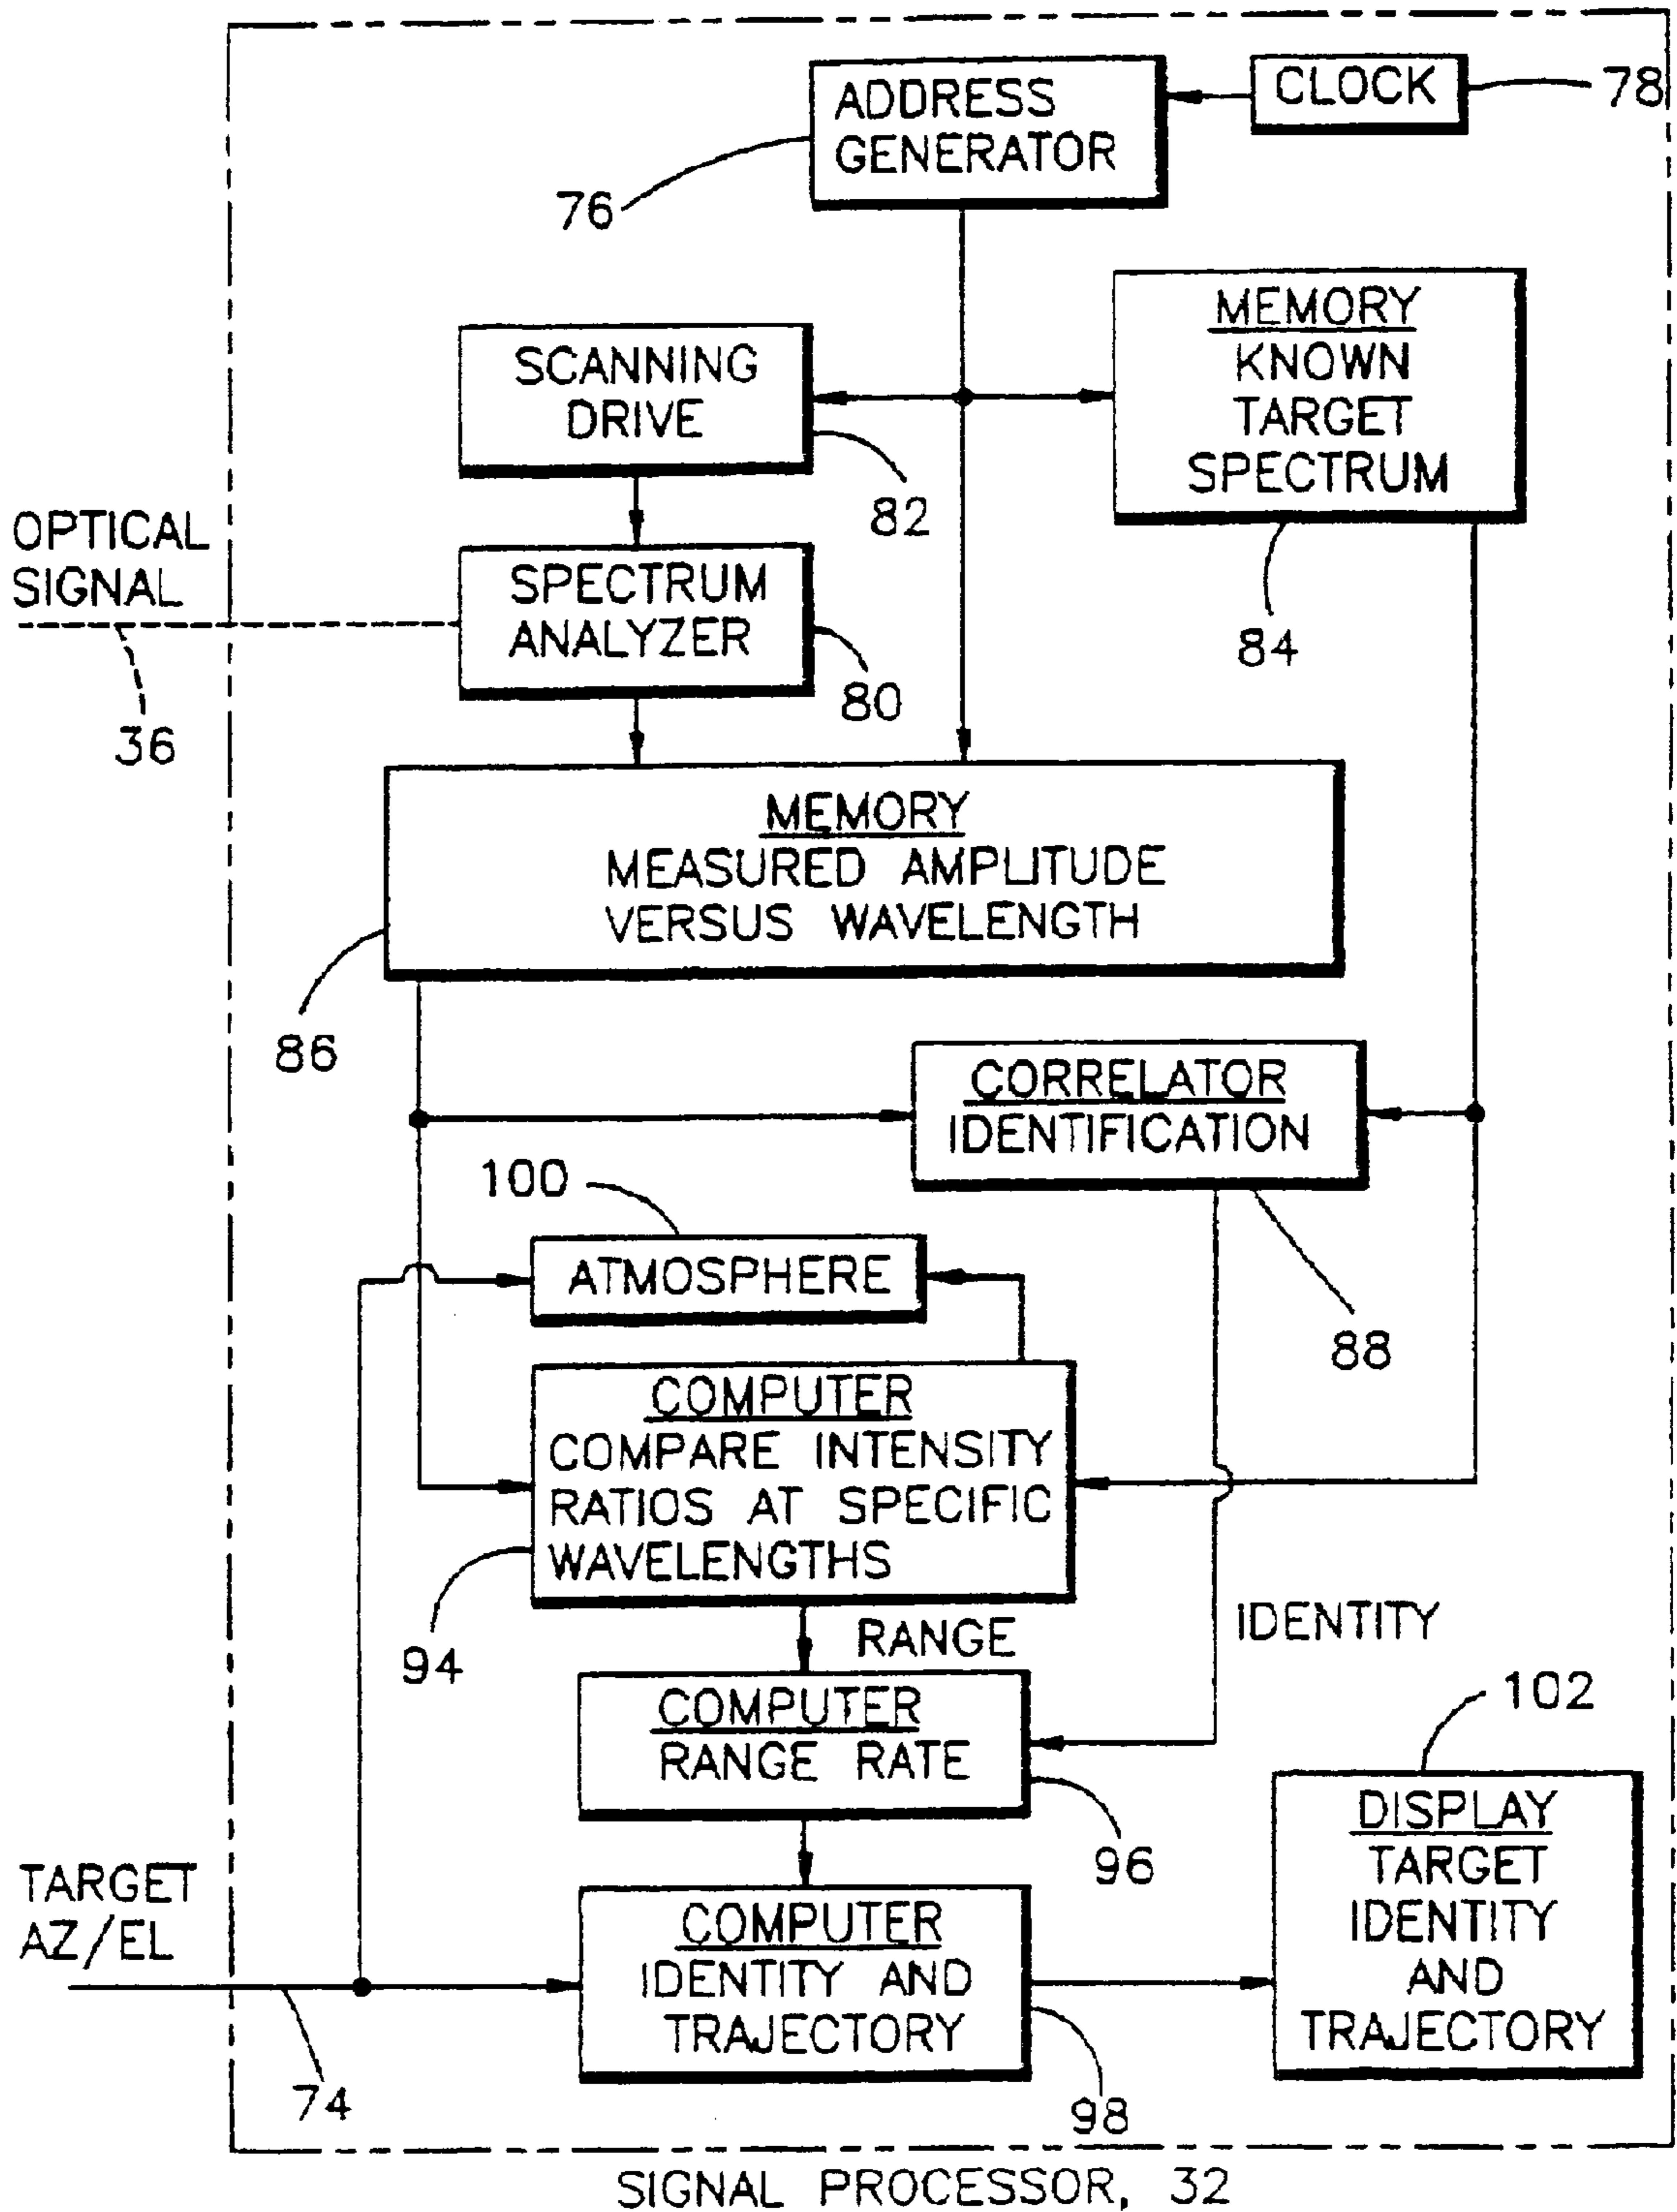 ADDRESS
GENERATOR
CLOCK
78
76
MEMORY
KNOWN
TARGET
SPECTRUM
SCANNING
DRIVE
82
84
OPTICAL
SIGNAL
36
SPECTRUM
ANALYZER
80
MEMORY
MEASURED AMPLITUDE
VERSUS WAVELENGTH
86
CORRELATOR
IDENTIFICATION
88
100
ATMOSPHERE
COMPUTER
COMPARE INTENSITY
RATIOS AT SPECIFIC
WAVELENGTHS
94
RANGE
IDENTITY
COMPUTER
RANGE RATE
96
102
DISPLAY
TARGET
IDENTITY
AND
TRAJECTORY
TARGET
AZ/EL
74
COMPUTER
IDENTITY AND
TRAJECTORY
98
SIGNAL PROCESSOR, 32